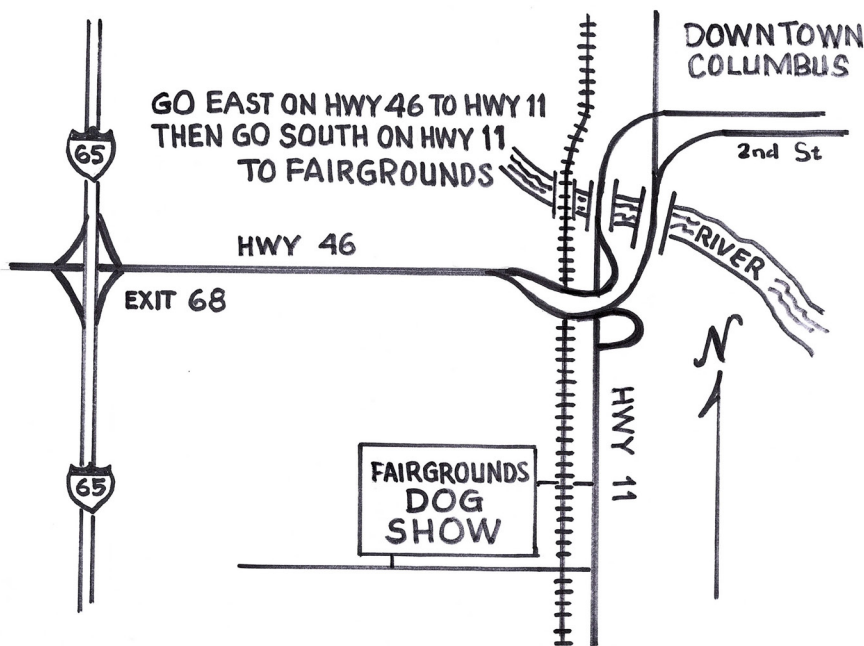 DOWNTOWN
COLUMBUS
GO EAST ON HWY 46 TO HWY 11
THEN GO SOUTH ON HWY 11
TO FAIRGROUNDS
65
2nd St
HWY 46
RIVER
EXIT 68
N
HWY 11
65
FAIRGROUNDS
DOG
SHOW